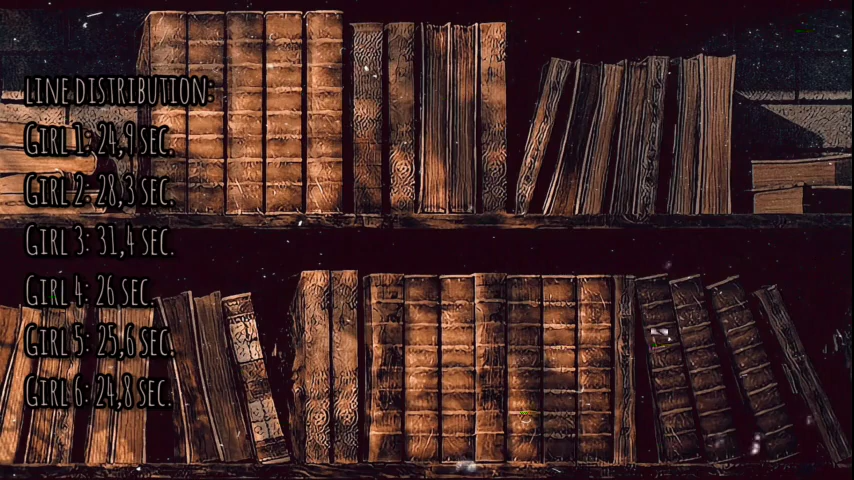 Line distribution:
Girl 1: 24,9 sec.
Girl 2: 28,3 sec.
Girl 3: 31,4 sec.
Girl 4: 26 sec.
Girl 5: 25,6 sec.
Girl 6: 24,8 sec.